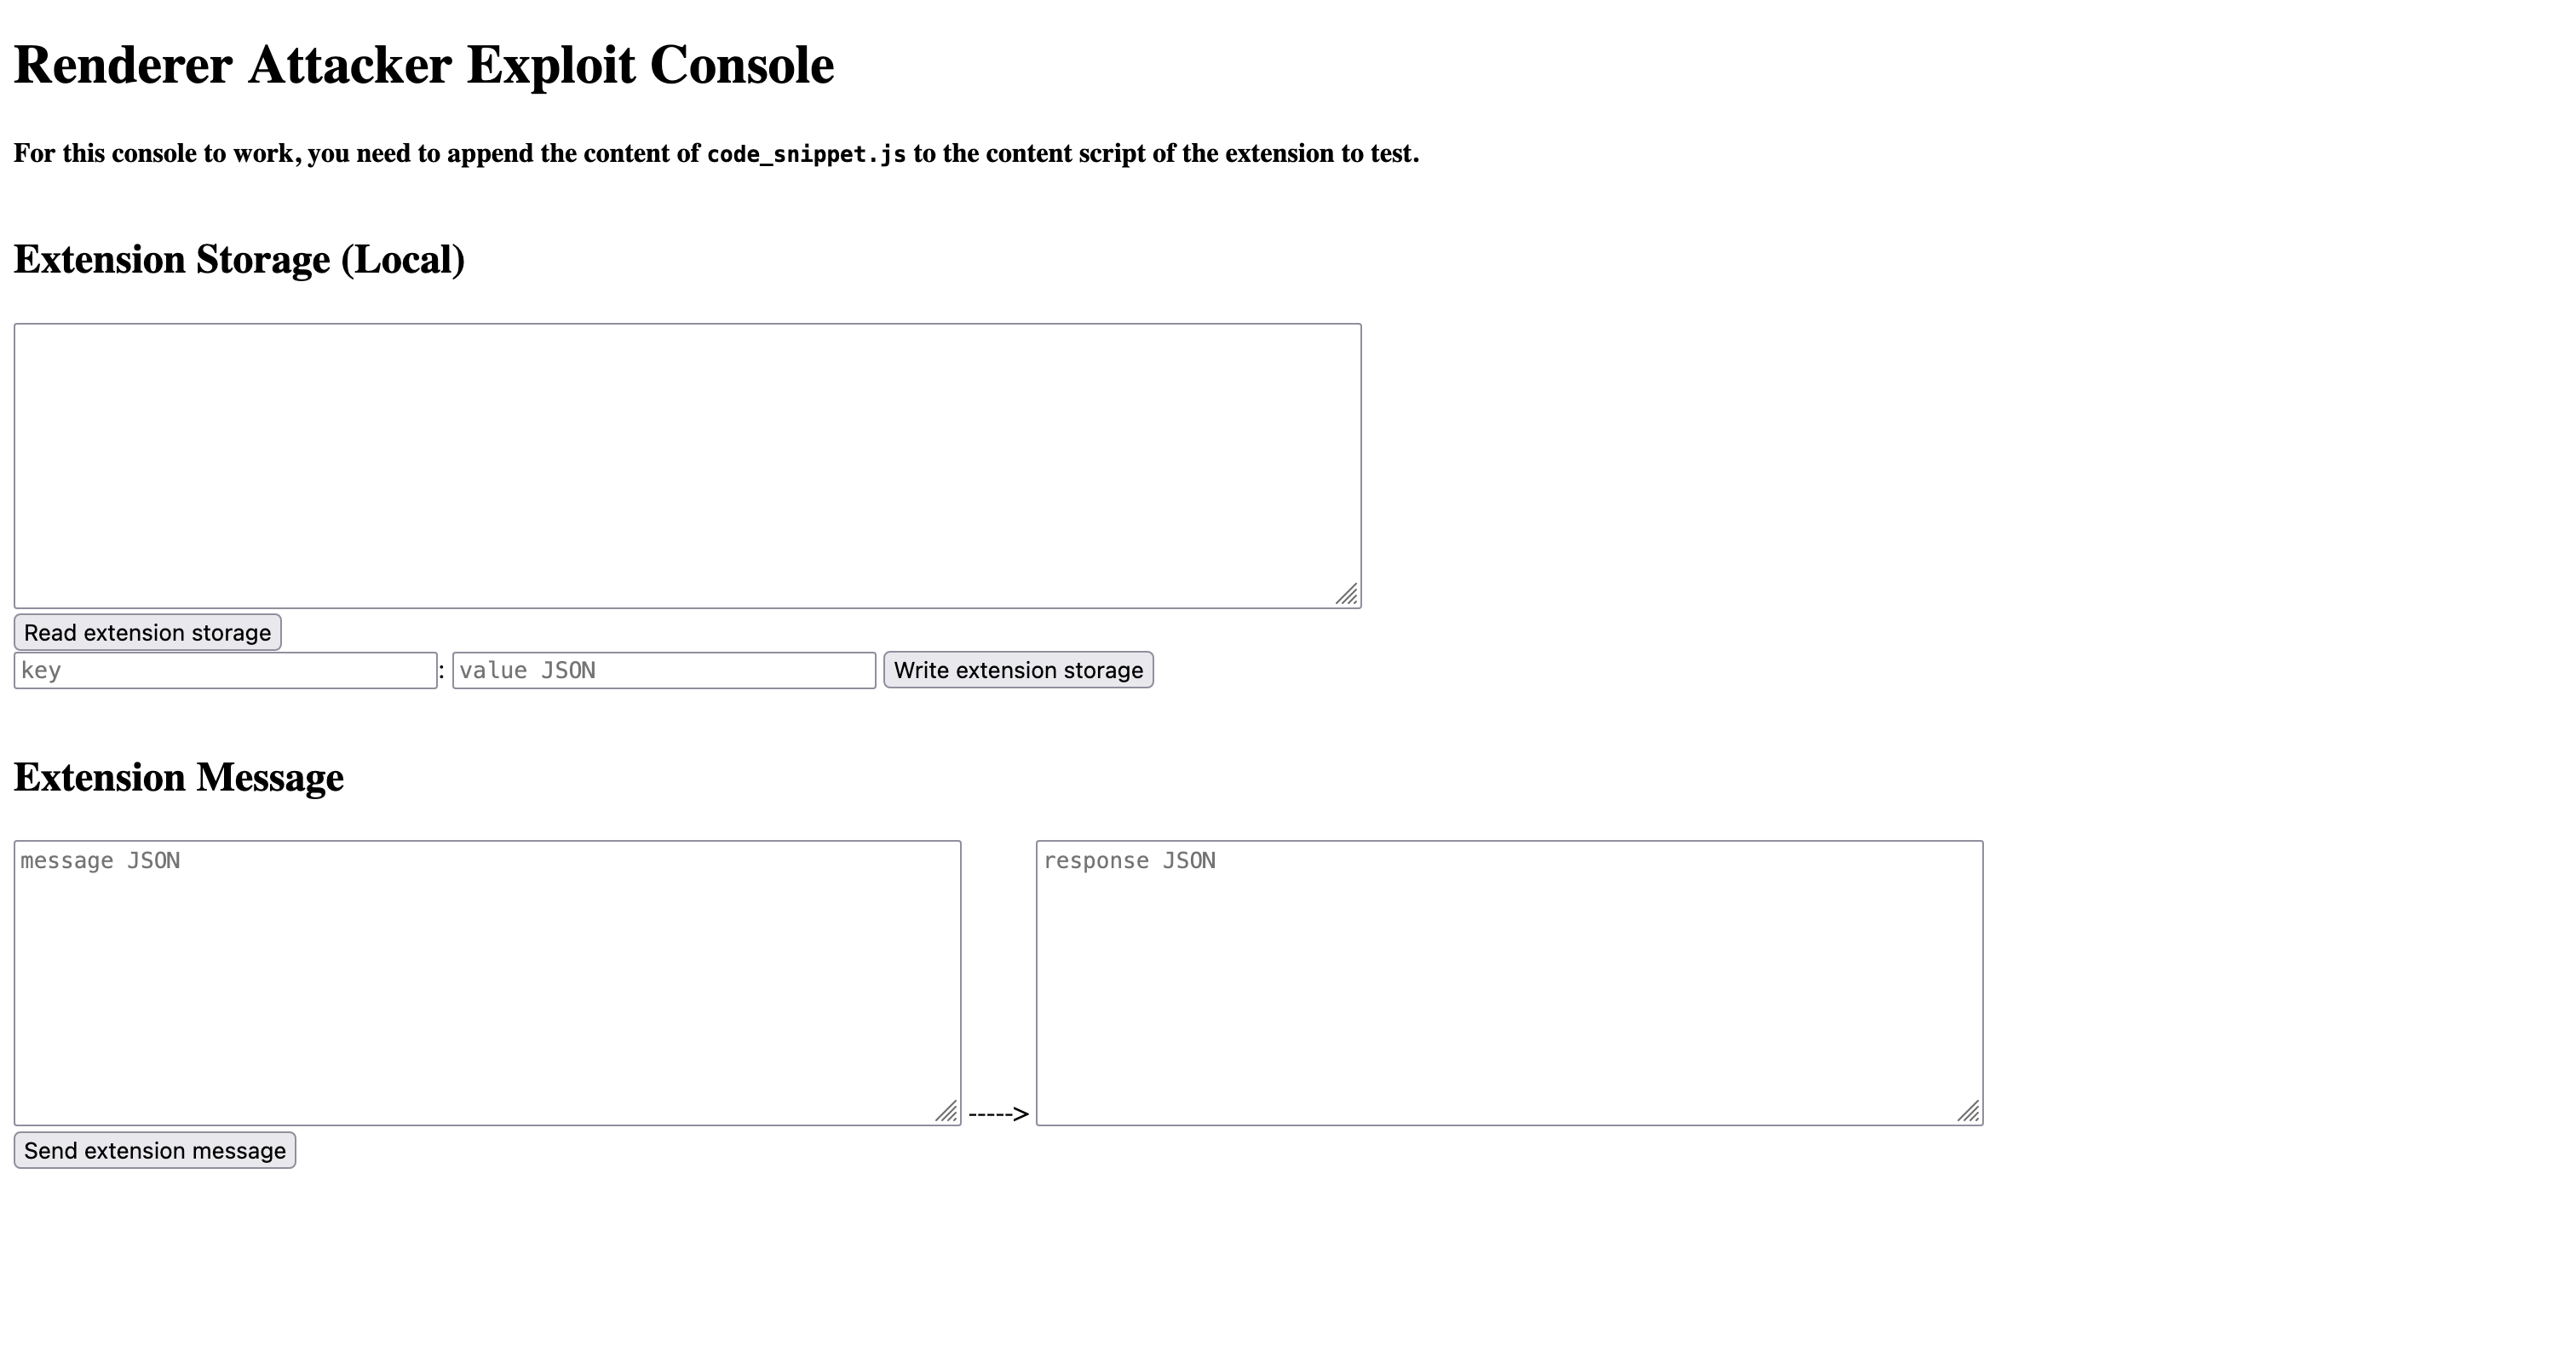 Renderer Attacker Exploit Console
For this console to work, you need to append the content of code_snippet.js to the content script of the extension to test.
Extension Storage (Local)
Read extension storage
key : value JSON Write extension storage
Extension Message
message JSON -----> response JSON
Send extension message